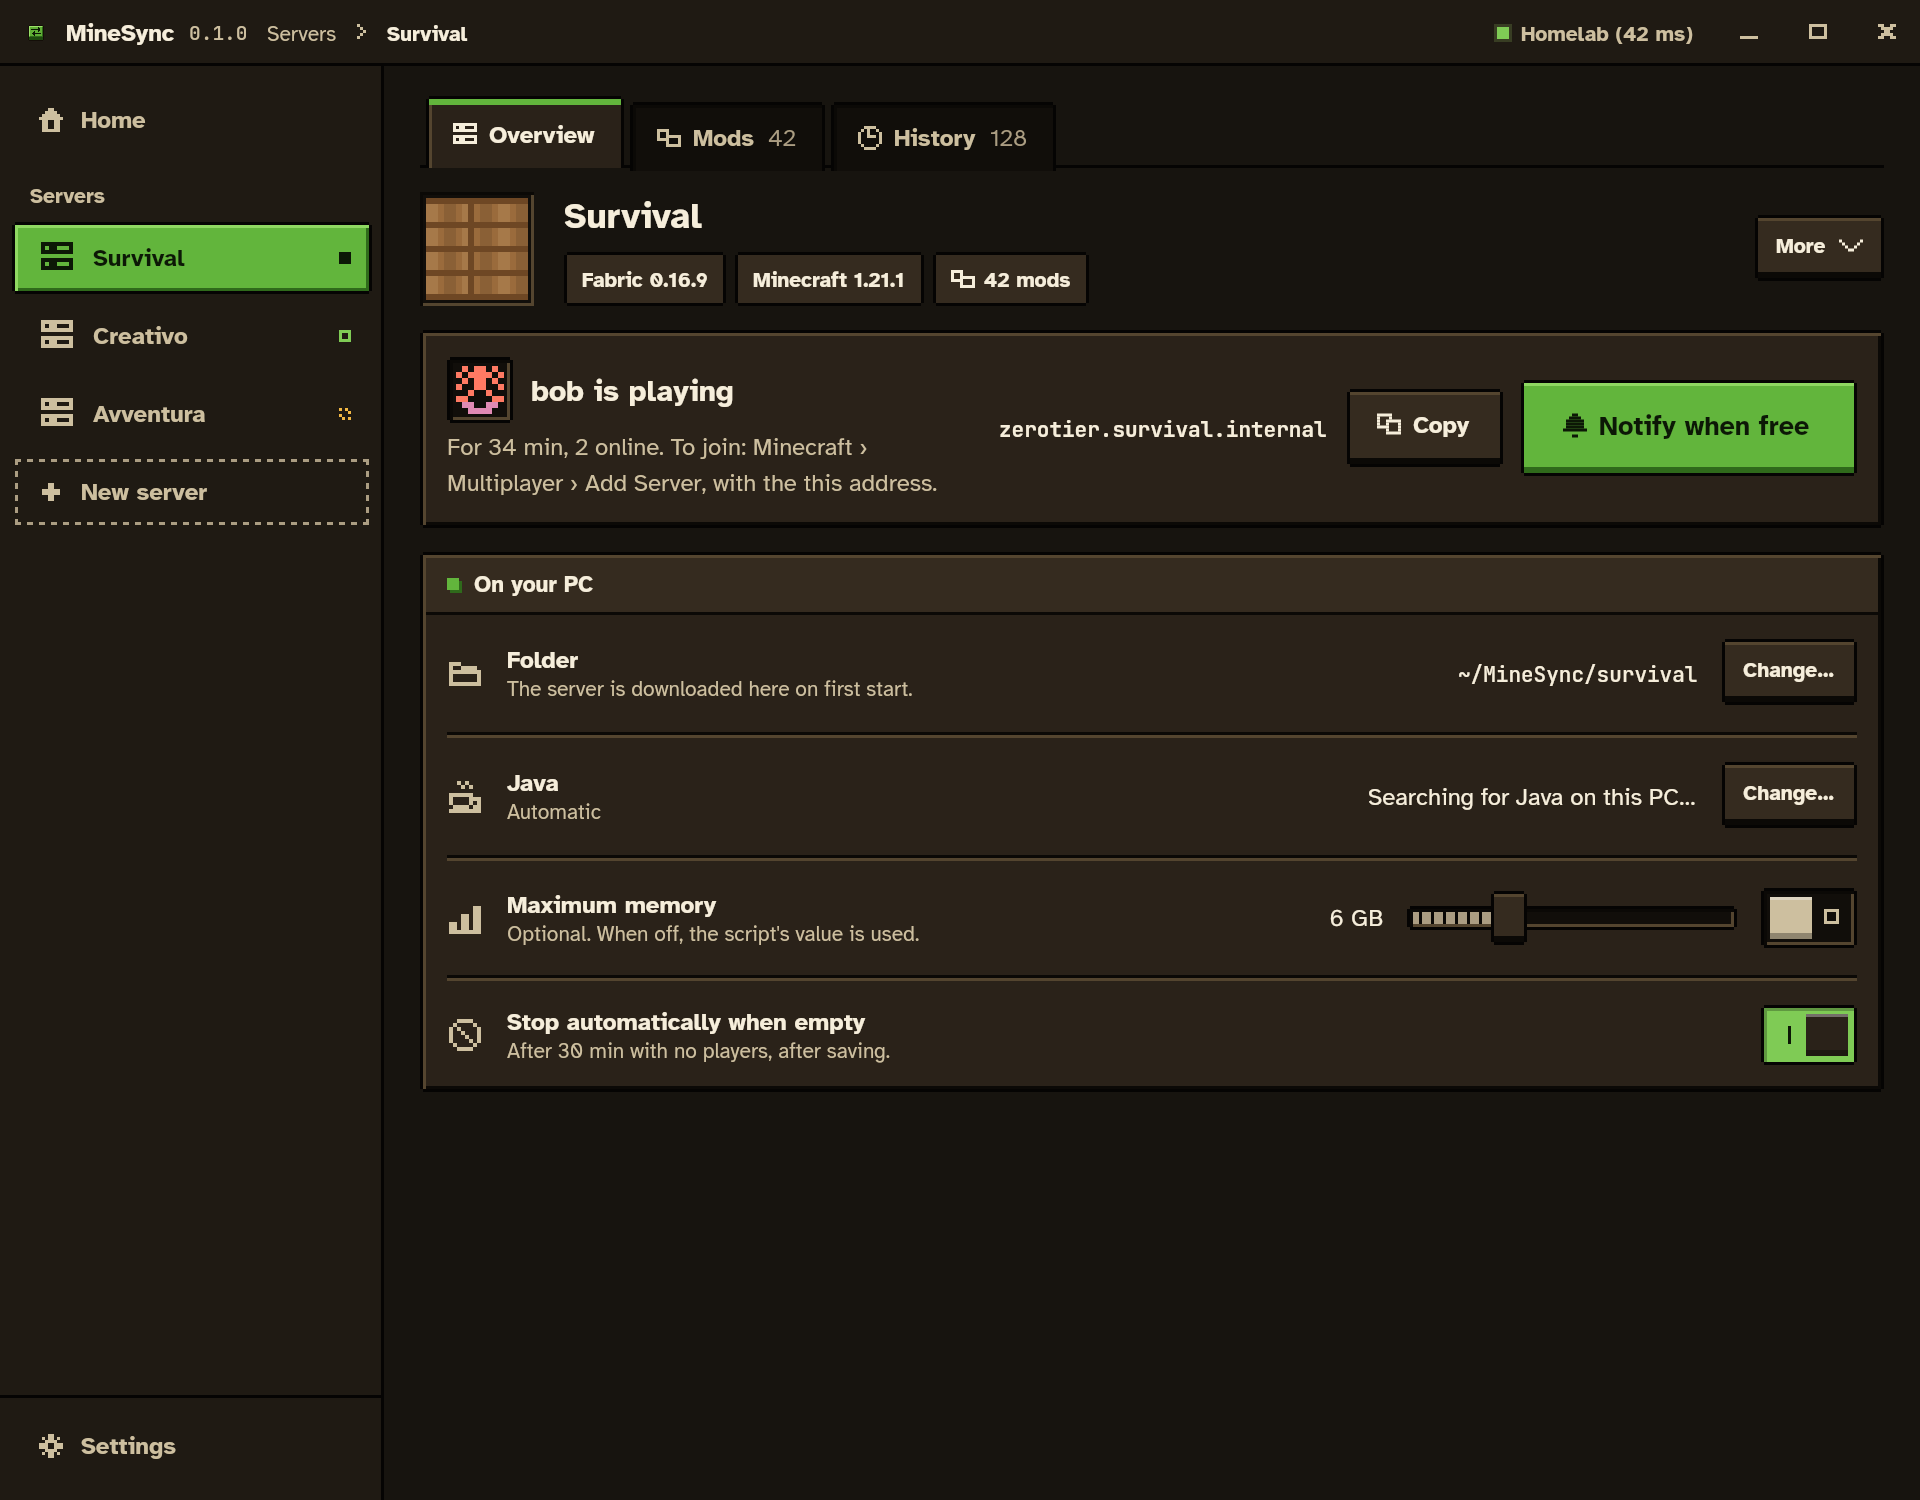 MineSync 0.1.0 Servers Survival
Homelab (42 ms)
Home
Servers
Survival
Creativo
Avventura
New server
Settings
Overview
Mods 42
History 128
Survival
Fabric 0.16.9
Minecraft 1.21.1
42 mods
More
bob is playing
For 34 min, 2 online. To join: Minecraft ›
Multiplayer › Add Server, with the this address.
zerotier.survival.internal
Copy
Notify when free
On your PC
Folder
The server is downloaded here on first start.
~/MineSync/survival
Change...
Java
Automatic
Searching for Java on this PC...
Change...
Maximum memory
Optional. When off, the script's value is used.
6 GB
Stop automatically when empty
After 30 min with no players, after saving.